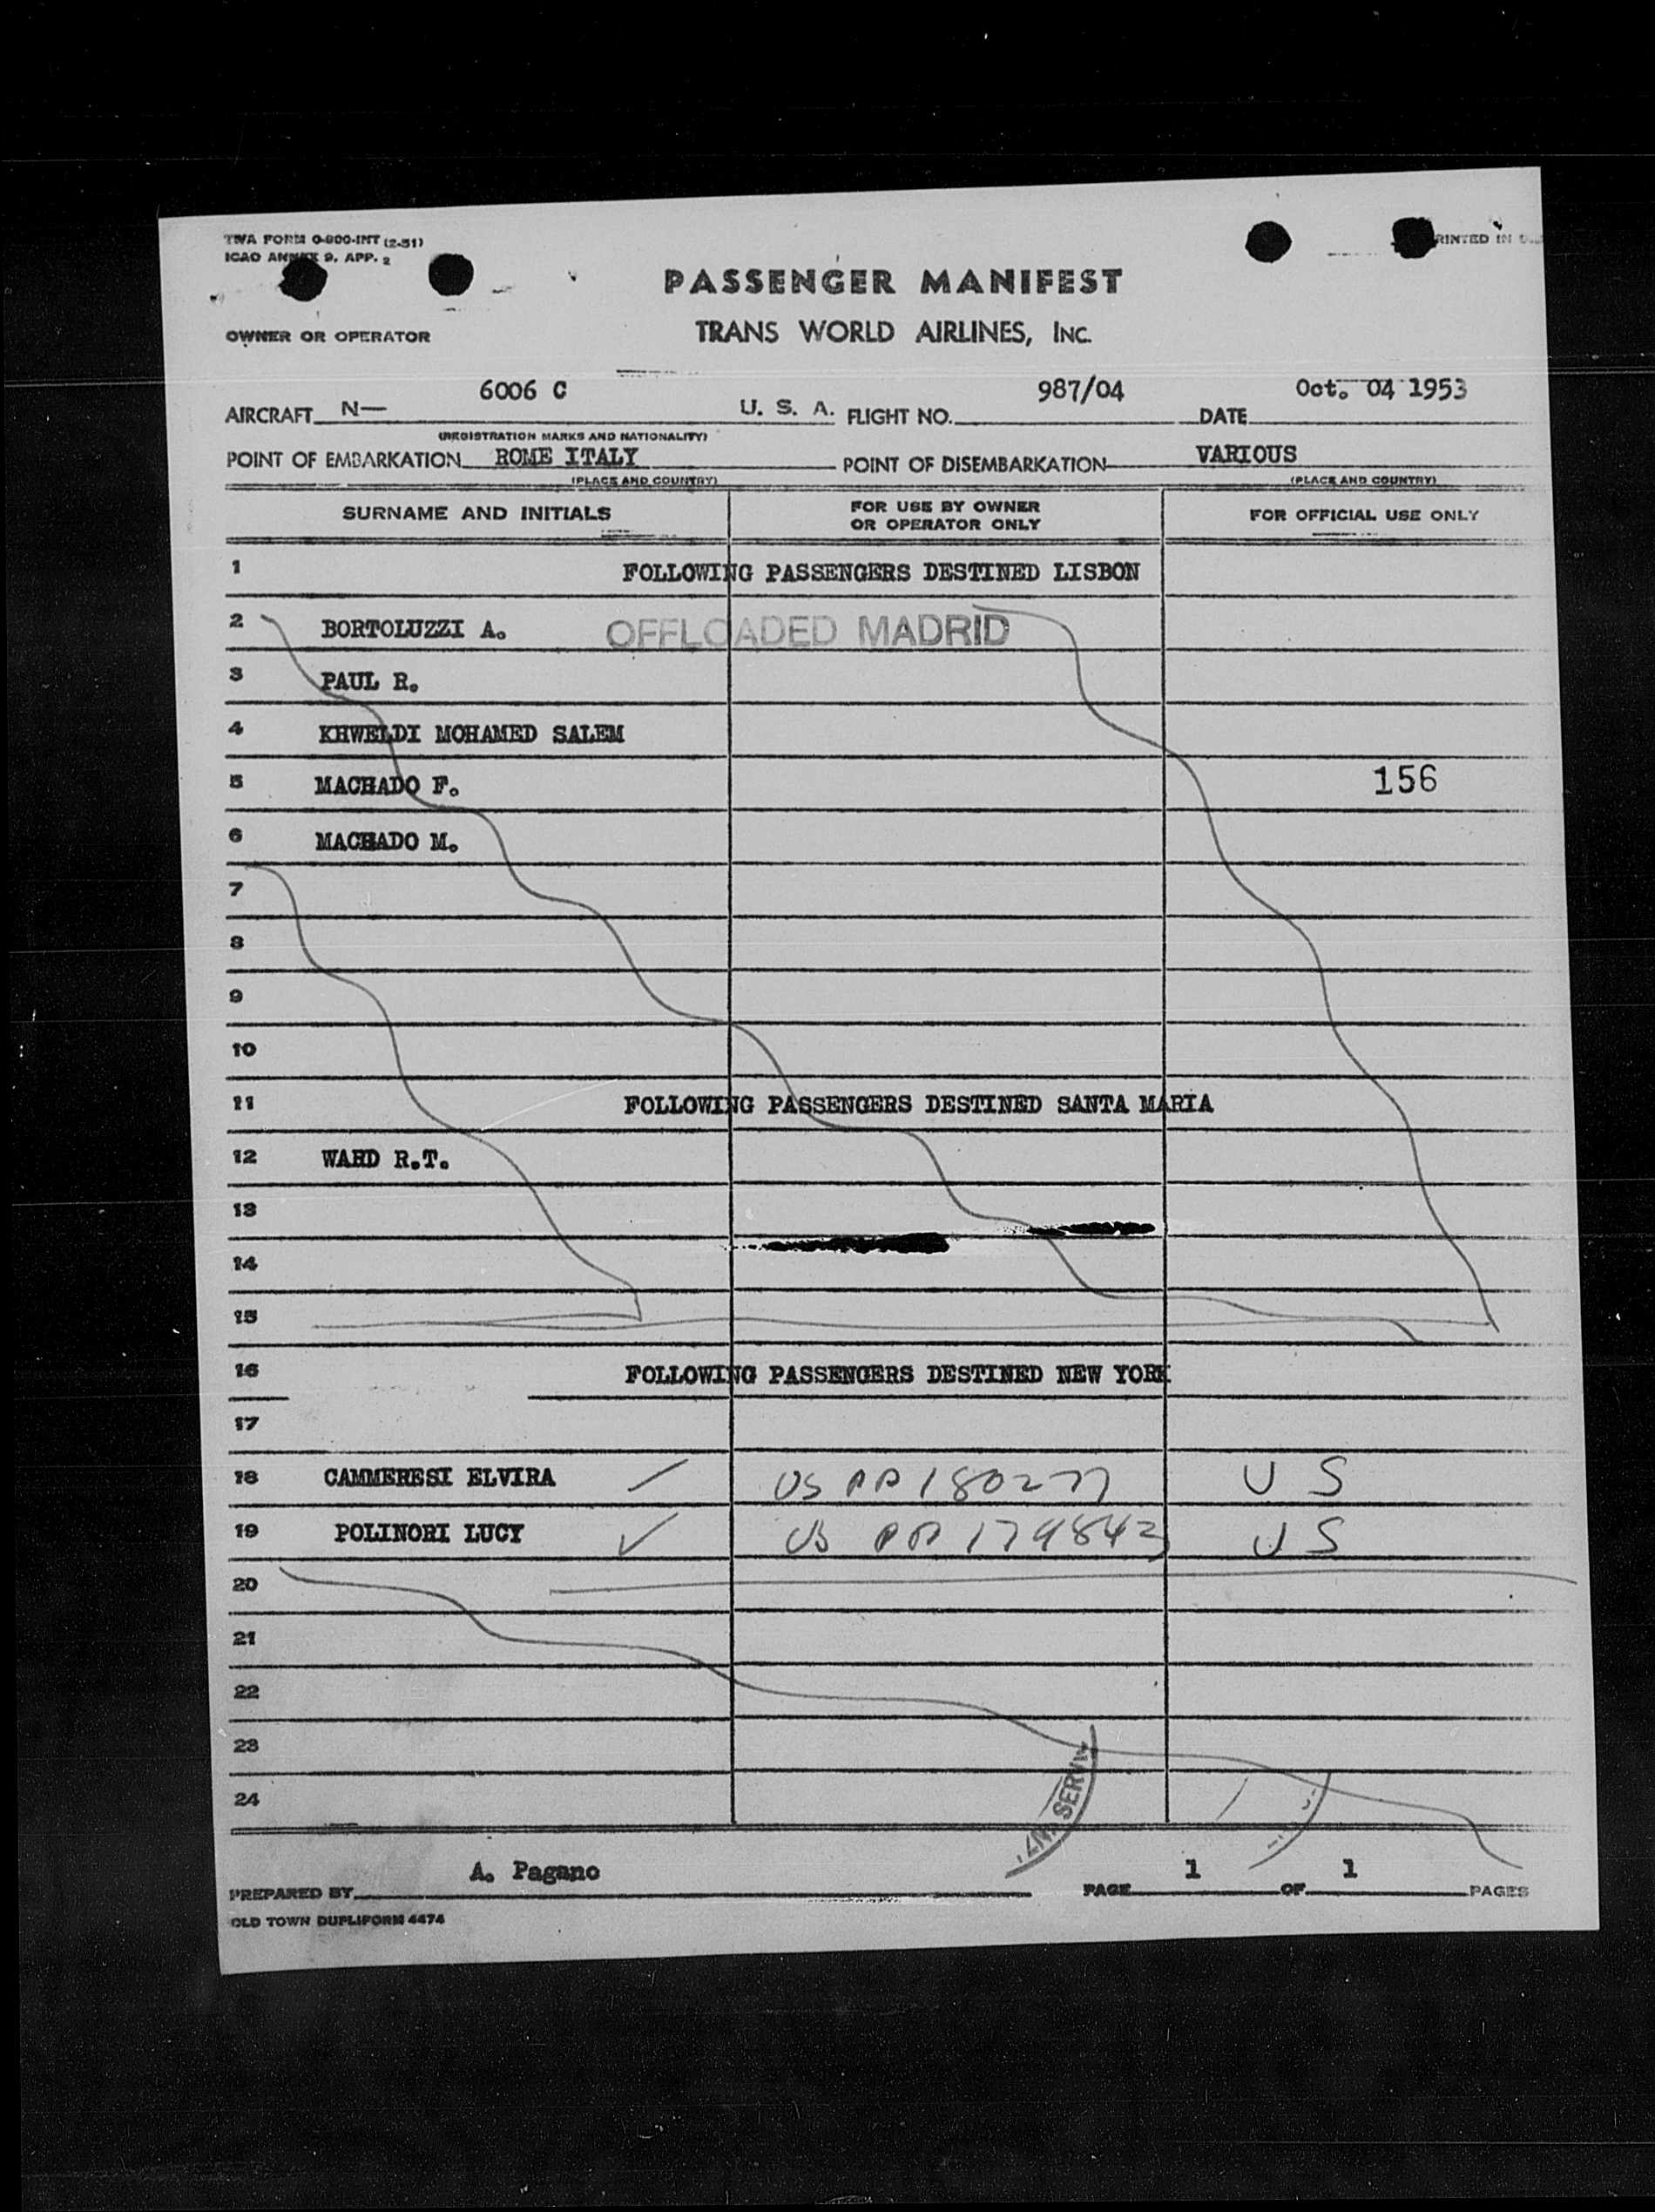 TWA FORM O-800-INT (2-51)
ICAO ANNEX 9, APP. 2
PRINTED IN U.S.
PASSENGER MANIFEST
OWNER OR OPERATOR
TRANS WORLD AIRLINES, INC.
AIRCRAFT N— 6006 C U. S. A. FLIGHT NO. 987/04 DATE Oct. 04 1953
(REGISTRATION MARKS AND NATIONALITY)
POINT OF EMBARKATION ROME ITALY POINT OF DISEMBARKATION VARIOUS
(PLACE AND COUNTRY) (PLACE AND COUNTRY)
SURNAME AND INITIALS FOR USE BY OWNER OR OPERATOR ONLY FOR OFFICIAL USE ONLY
1 FOLLOWING PASSENGERS DESTINED LISBON
2 BORTOLUZZI A. OFFLOADED MADRID
3 PAUL R.
4 KHWELDI MOHAMED SALEM
5 MACHADO F. 156
6 MACHADO M.
7
8
9
10
11 FOLLOWING PASSENGERS DESTINED SANTA MARIA
12 WARD R.T.
13
14
15
16 FOLLOWING PASSENGERS DESTINED NEW YORK
17
18 CAMMERESI ELVIRA US PP 180277 U S
19 POLINORI LUCY US PP 179843 U S
20
21
22
23
24
PREPARED BY A. Pagano PAGE 1 OF 1 PAGES
OLD TOWN DUPLIFORM 4474